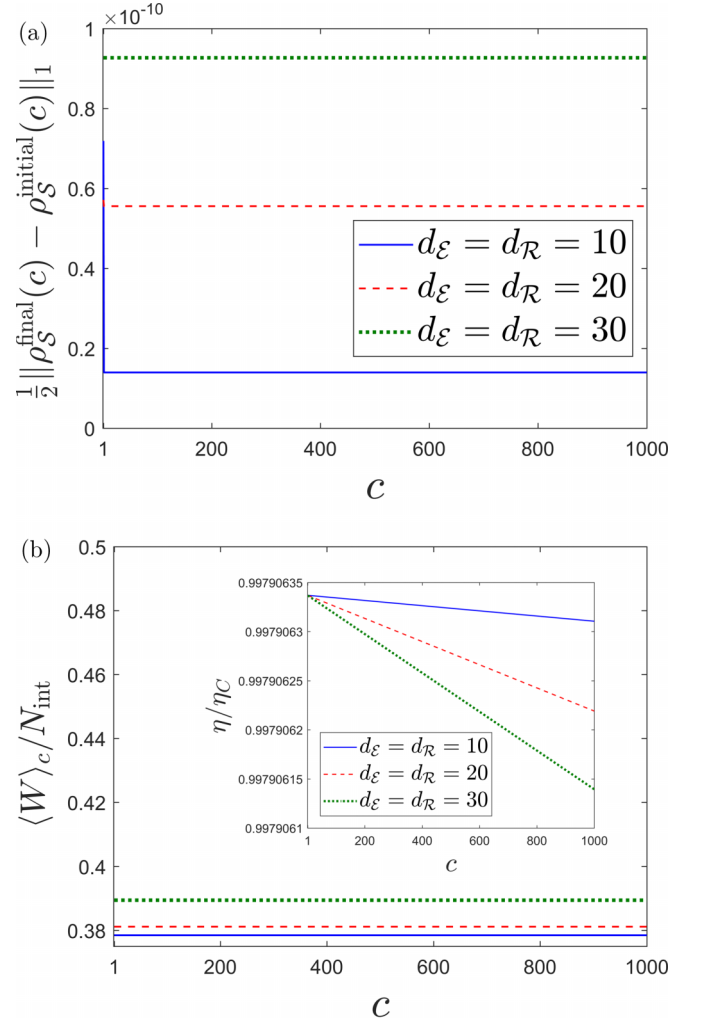 (a)
×10⁻¹⁰
1
0.8
0.6
0.4
0.2
0
½||ρ_𝒮^final(c) − ρ_𝒮^initial(c)||₁
d_ℰ = d_ℛ = 10
d_ℰ = d_ℛ = 20
d_ℰ = d_ℛ = 30
1 200 400 600 800 1000
c
(b)
0.5
0.48
0.46
0.44
0.42
0.4
0.38
⟨W⟩_c/N_int
0.99790635
0.9979063
0.99790625
0.9979062
0.99790615
0.9979061
η/η_C
d_ℰ = d_ℛ = 10
d_ℰ = d_ℛ = 20
d_ℰ = d_ℛ = 30
1 200 400 600 800 1000
c
1 200 400 600 800 1000
c